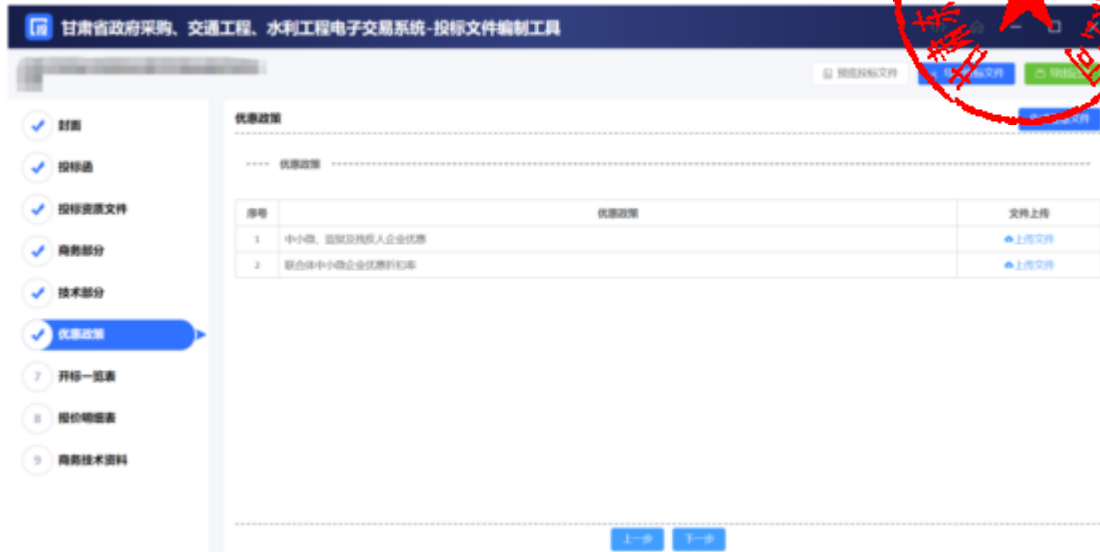 甘肃省政府采购、交通工程、水利工程电子交易系统-投标文件编制工具
预览投标文件
封面
投标函
投标资质文件
商务部分
技术部分
优惠政策
7 开标一览表
8 报价明细表
9 商务技术资料
优惠政策
优惠政策
序号 优惠政策 文件上传
1 中小微、监狱及残疾人企业优惠 上传文件
2 联合体中小微企业优惠折扣率 上传文件
上一步 下一步